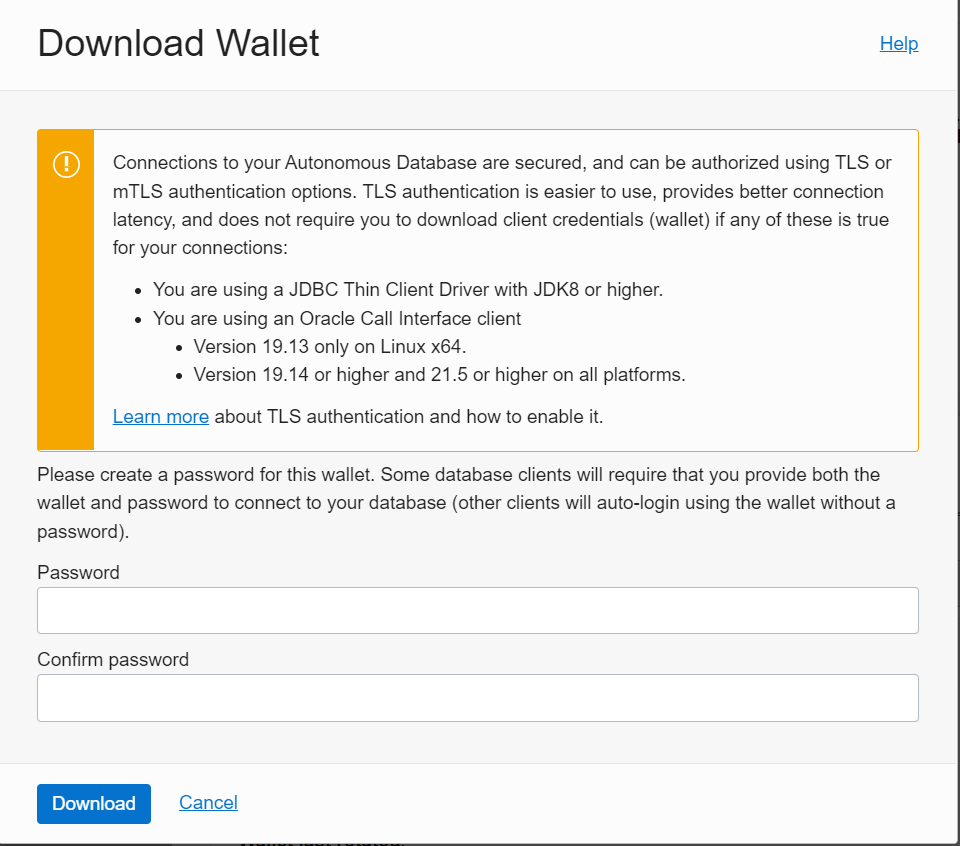 Download Wallet
Help
Connections to your Autonomous Database are secured, and can be authorized using TLS or
mTLS authentication options. TLS authentication is easier to use, provides better connection
latency, and does not require you to download client credentials (wallet) if any of these is true
for your connections:
• You are using a JDBC Thin Client Driver with JDK8 or higher.
• You are using an Oracle Call Interface client
• Version 19.13 only on Linux x64.
• Version 19.14 or higher and 21.5 or higher on all platforms.
Learn more about TLS authentication and how to enable it.
Please create a password for this wallet. Some database clients will require that you provide both the
wallet and password to connect to your database (other clients will auto-login using the wallet without a
password).
Password
Confirm password
Download
Cancel